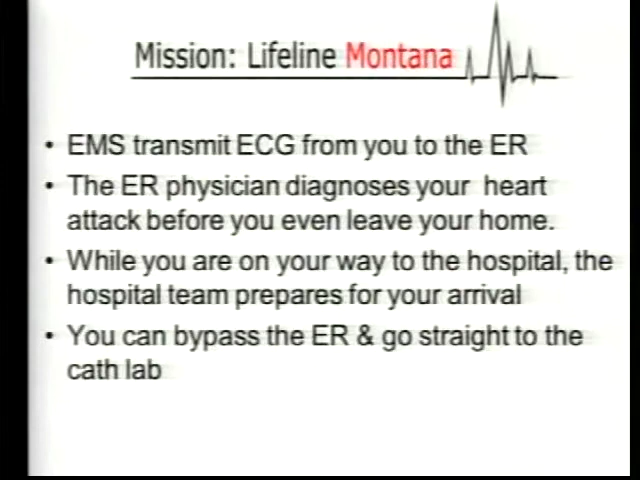 Mission: Lifeline Montana
• EMS transmit ECG from you to the ER
• The ER physician diagnoses your heart
attack before you even leave your home.
• While you are on your way to the hospital, the
hospital team prepares for your arrival
• You can bypass the ER & go straight to the
cath lab